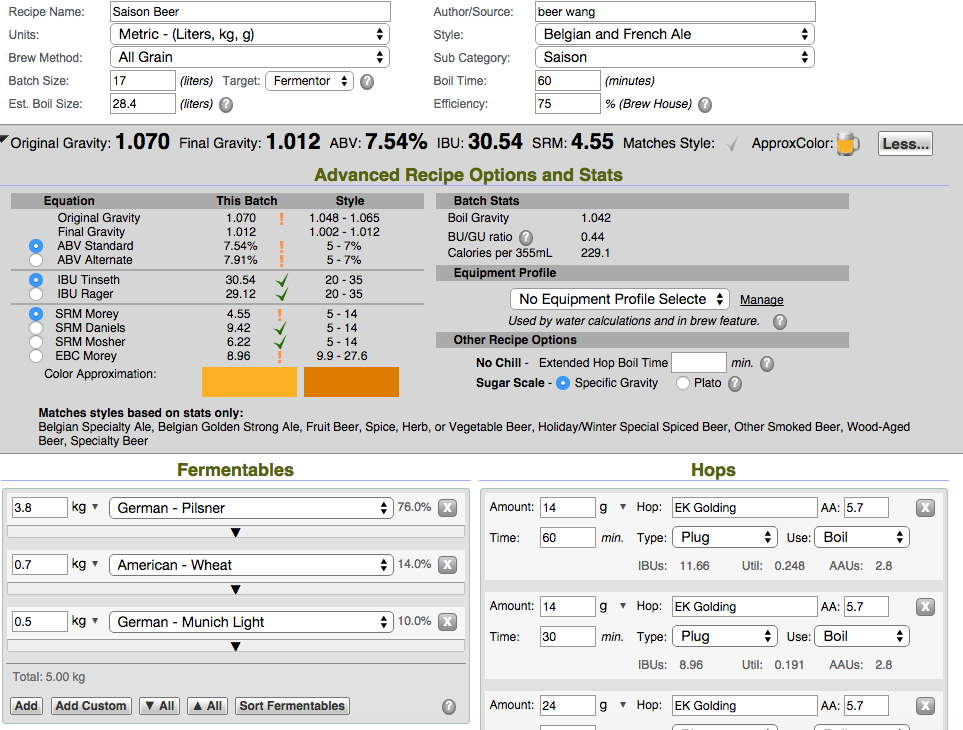 Recipe Name: Saison Beer Author/Source: beer wang
Units: Metric - (Liters, kg, g) Style: Belgian and French Ale
Brew Method: All Grain Sub Category: Saison
Batch Size: 17 (liters) Target: Fermentor ? Boil Time: 60 (minutes)
Est. Boil Size: 28.4 (liters) ? Efficiency: 75 % (Brew House) ?
Original Gravity: 1.070 Final Gravity: 1.012 ABV: 7.54% IBU: 30.54 SRM: 4.55 Matches Style: ApproxColor: Less...
Advanced Recipe Options and Stats
Equation This Batch Style
Original Gravity 1.070 ! 1.048 - 1.065
Final Gravity 1.012 1.002 - 1.012
ABV Standard 7.54% ! 5 - 7%
ABV Alternate 7.91% ! 5 - 7%
IBU Tinseth 30.54 20 - 35
IBU Rager 29.12 20 - 35
SRM Morey 4.55 ! 5 - 14
SRM Daniels 9.42 5 - 14
SRM Mosher 6.22 5 - 14
EBC Morey 8.96 ! 9.9 - 27.6
Color Approximation:
Batch Stats
Boil Gravity 1.042
BU/GU ratio ? 0.44
Calories per 355mL 229.1
Equipment Profile
No Equipment Profile Selecte Manage
Used by water calculations and in brew feature. ?
Other Recipe Options
No Chill - Extended Hop Boil Time min. ?
Sugar Scale - Specific Gravity Plato ?
Matches styles based on stats only:
Belgian Specialty Ale, Belgian Golden Strong Ale, Fruit Beer, Spice, Herb, or Vegetable Beer, Holiday/Winter Special Spiced Beer, Other Smoked Beer, Wood-Aged
Beer, Specialty Beer
Fermentables
3.8 kg German - Pilsner 76.0% X
0.7 kg American - Wheat 14.0% X
0.5 kg German - Munich Light 10.0% X
Total: 5.00 kg
Add Add Custom ▼ All ▲ All Sort Fermentables ?
Hops
Amount: 14 g Hop: EK Golding AA: 5.7 X
Time: 60 min. Type: Plug Use: Boil
IBUs: 11.66 Util: 0.248 AAUs: 2.8
Amount: 14 g Hop: EK Golding AA: 5.7 X
Time: 30 min. Type: Plug Use: Boil
IBUs: 8.96 Util: 0.191 AAUs: 2.8
Amount: 24 g Hop: EK Golding AA: 5.7 X